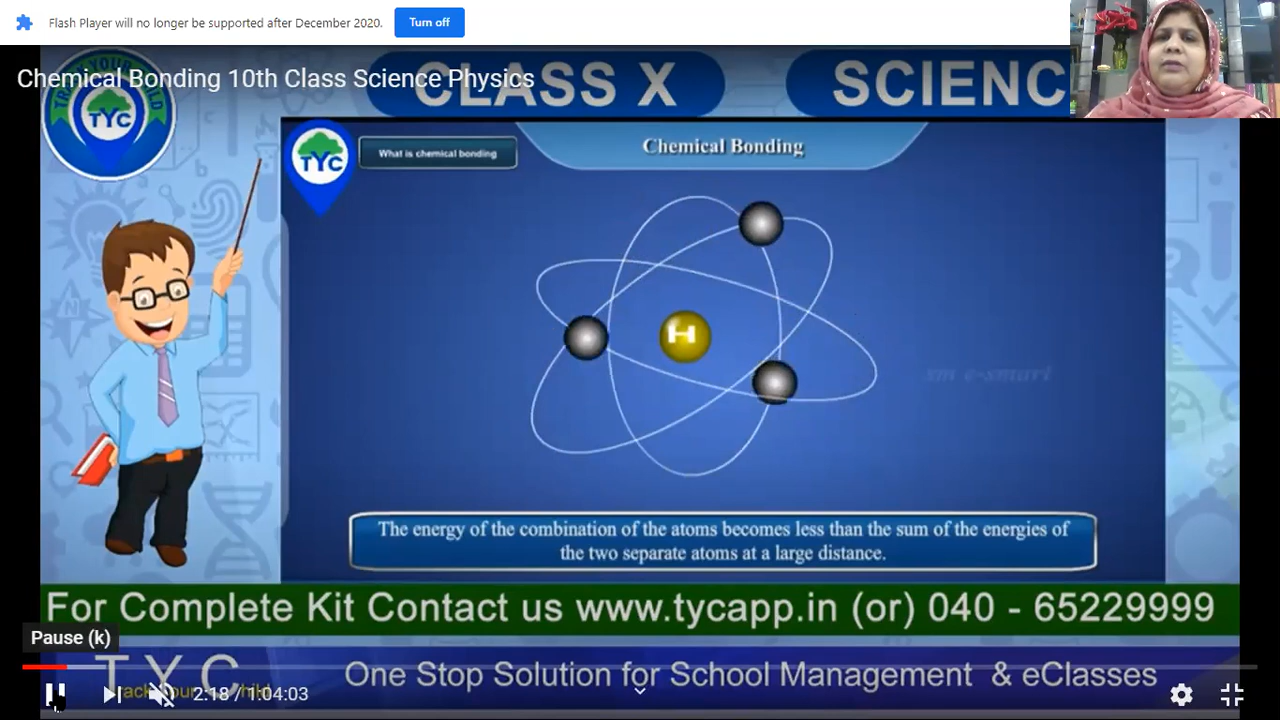 Flash Player will no longer be supported after December 2020.
Turn off
Chemical Bonding 10th Class Science Physics
CLASS X
SCIENC
TYC
TYC
What is chemical bonding
Chemical Bonding
H
The energy of the combination of the atoms becomes less than the sum of the energies of
the two separate atoms at a large distance.
For Complete Kit Contact us www.tycapp.in (or) 040 - 65229999
Pause (k)
T Y C
One Stop Solution for School Management & eClasses
2:18 / 1:04:03